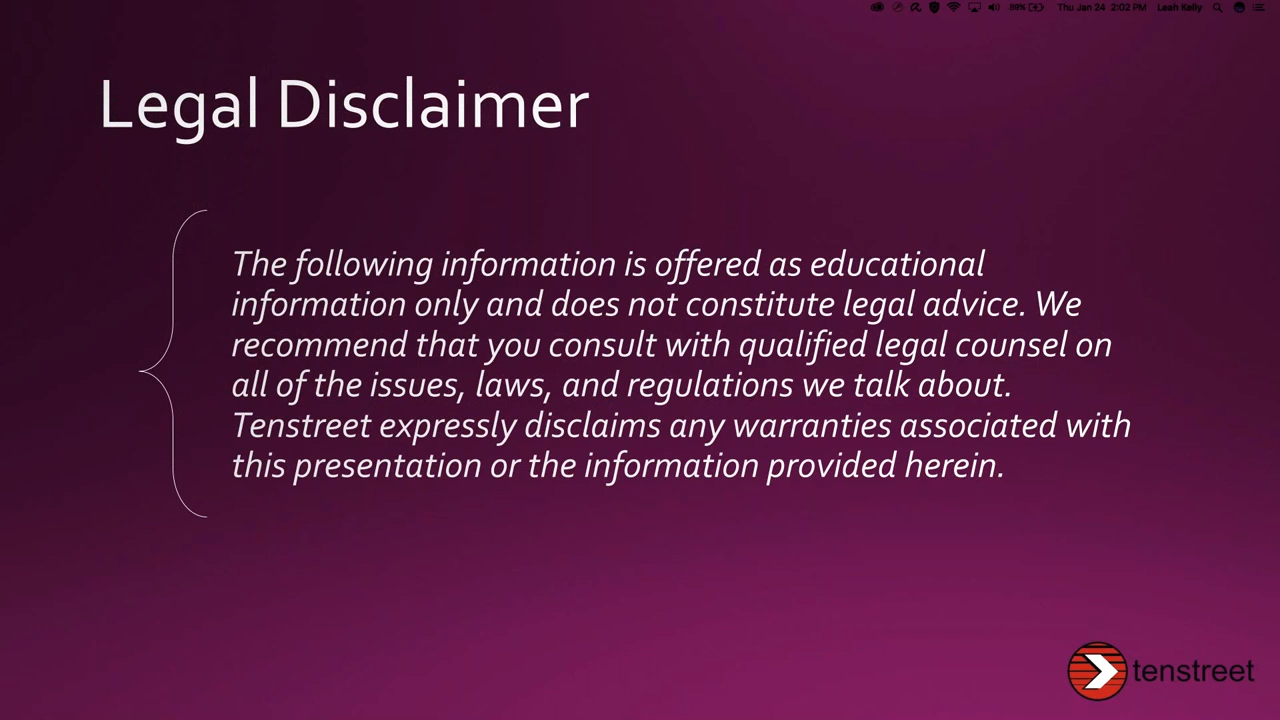 89% Thu Jan 24 2:02 PM Leah Kelly
Legal Disclaimer
The following information is offered as educational
information only and does not constitute legal advice. We
recommend that you consult with qualified legal counsel on
all of the issues, laws, and regulations we talk about.
Tenstreet expressly disclaims any warranties associated with
this presentation or the information provided herein.
tenstreet